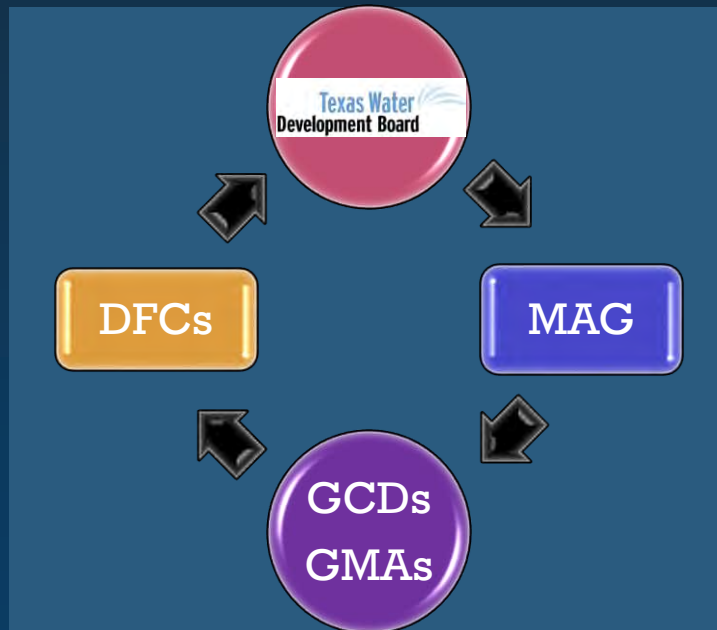 Texas Water
Development Board
DFCs
MAG
GCDs
GMAs